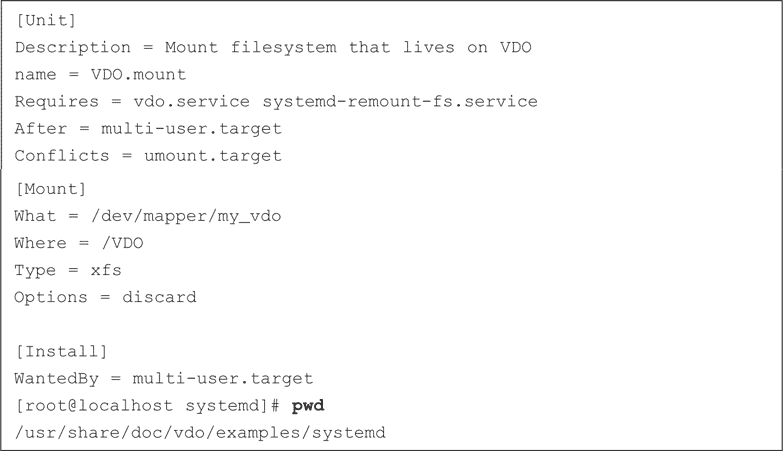 [Unit]
Description = Mount filesystem that lives on VDO
name = VDO.mount
Requires = vdo.service systemd-remount-fs.service
After = multi-user.target
Conflicts = umount.target
[Mount]
What = /dev/mapper/my_vdo
Where = /VDO
Type = xfs
Options = discard
[Install]
WantedBy = multi-user.target
[root@localhost systemd]# pwd
/usr/share/doc/vdo/examples/systemd